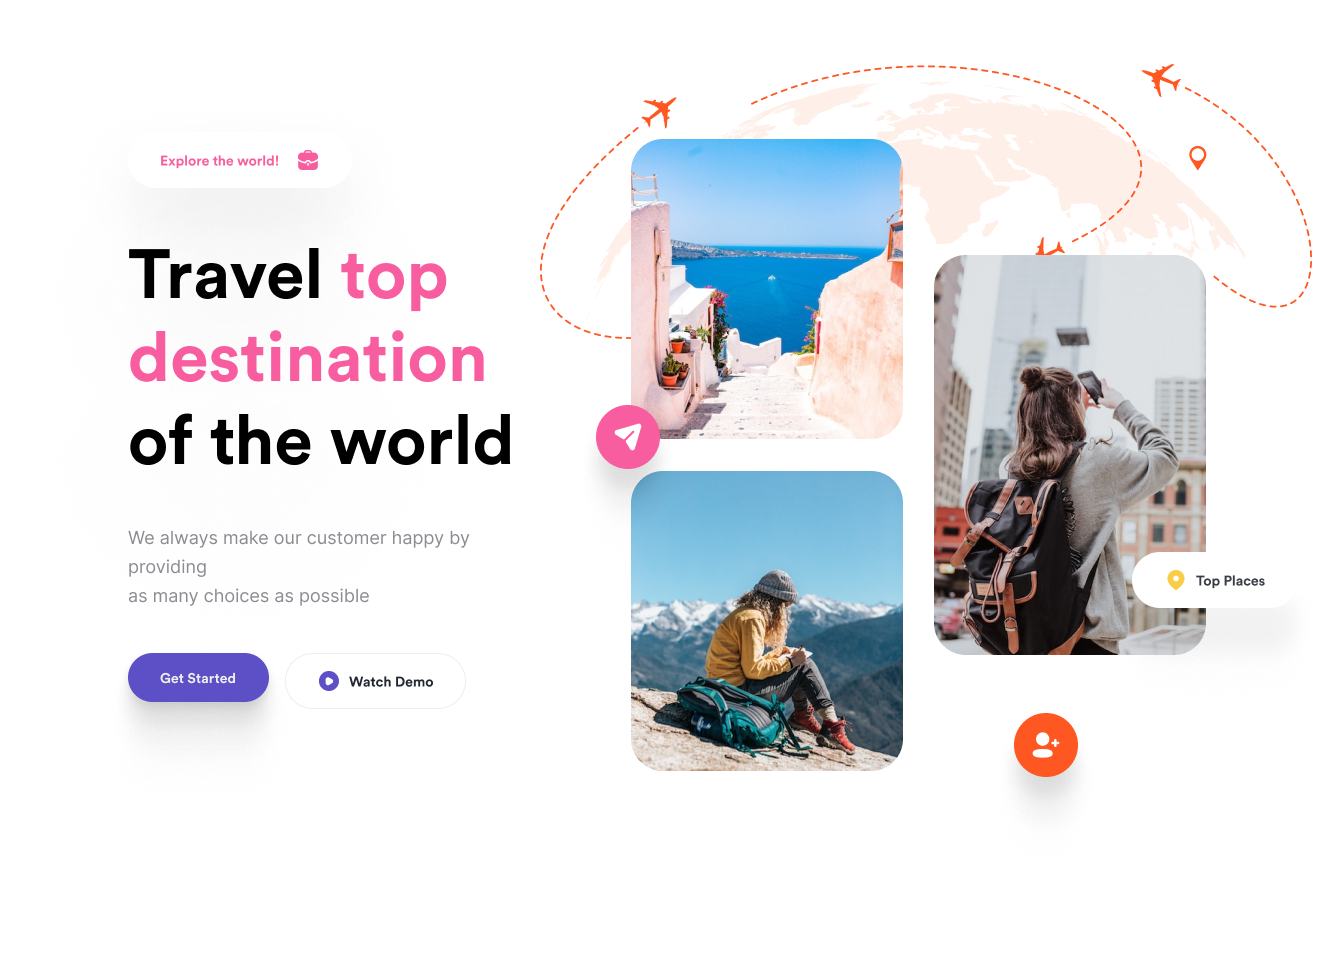 Explore the world!
Travel top
destination
of the world
We always make our customer happy by
providing
as many choices as possible
Get Started
Watch Demo
Top Places